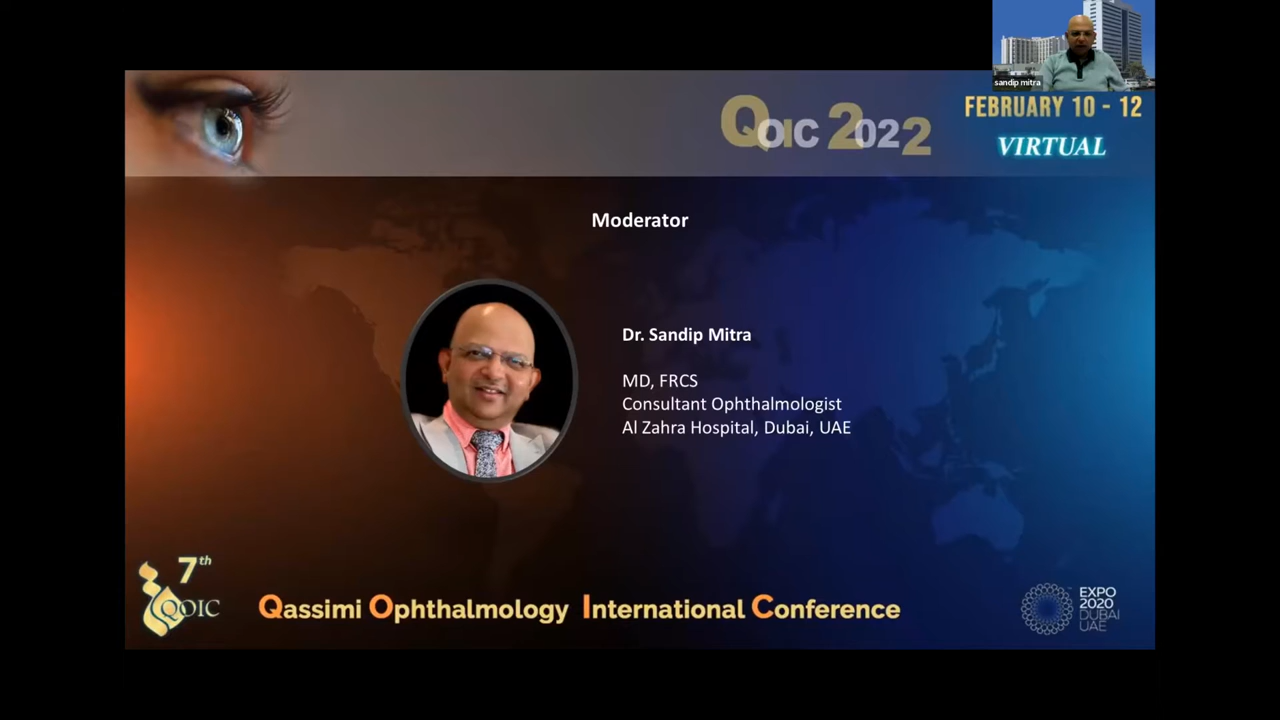 sandip mitra
QOIC 2022
FEBRUARY 10 - 12
VIRTUAL
Moderator
Dr. Sandip Mitra
MD, FRCS
Consultant Ophthalmologist
Al Zahra Hospital, Dubai, UAE
7th
QOIC
Qassimi Ophthalmology International Conference
EXPO
2020
DUBAI
UAE